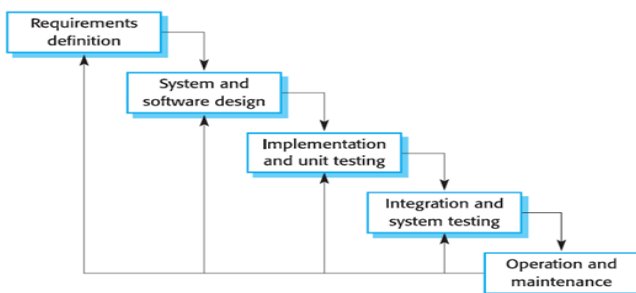 Requirements
definition
System and
software design
Implementation
and unit testing
Integration and
system testing
Operation and
maintenance